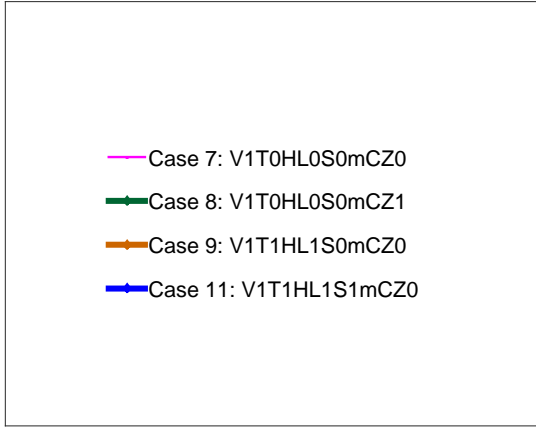 Case 7: V1T0HL0S0mCZ0
Case 8: V1T0HL0S0mCZ1
Case 9: V1T1HL1S0mCZ0
Case 11: V1T1HL1S1mCZ0